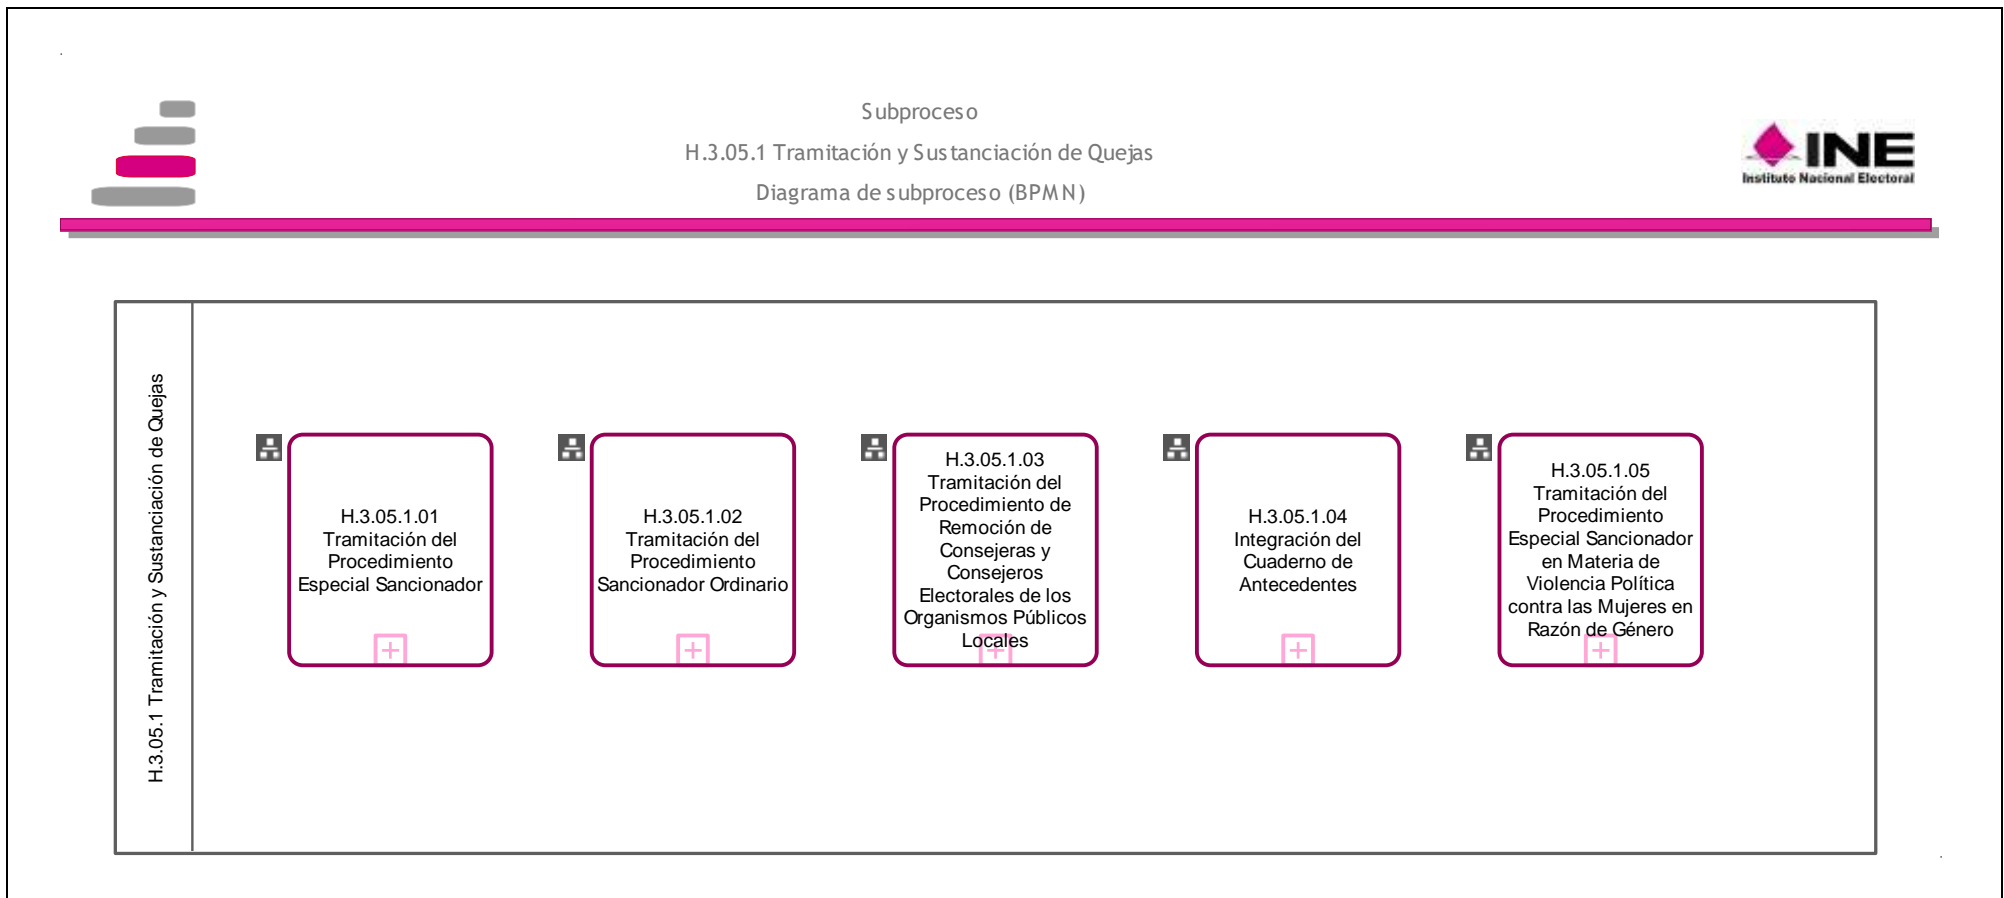 Subproceso
H.3.05.1 Tramitación y Sustanciación de Quejas
Diagrama de subproceso (BPMN)
INE
Instituto Nacional Electoral
H.3.05.1 Tramitación y Sustanciación de Quejas
H.3.05.1.01
Tramitación del
Procedimiento
Especial Sancionador
H.3.05.1.02
Tramitación del
Procedimiento
Sancionador Ordinario
H.3.05.1.03
Tramitación del
Procedimiento de
Remoción de
Consejeras y
Consejeros
Electorales de los
Organismos Públicos
Locales
H.3.05.1.04
Integración del
Cuaderno de
Antecedentes
H.3.05.1.05
Tramitación del
Procedimiento
Especial Sancionador
en Materia de
Violencia Política
contra las Mujeres en
Razón de Género